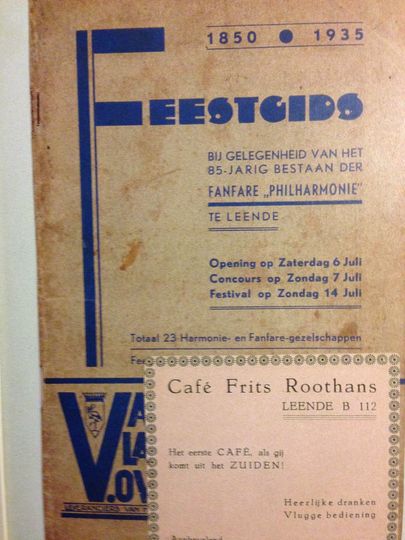 1850 • 1935
FEESTGIDS
BIJ GELEGENHEID VAN HET
85-JARIG BESTAAN DER
FANFARE „PHILHARMONIE"
TE LEENDE
Opening op Zaterdag 6 Juli
Concours op Zondag 7 Juli
Festival op Zondag 14 Juli
Totaal 23 Harmonie- en Fanfare-gezelschappen
Café Frits Roothans
LEENDE B 112
Het eerste CAFÉ, als gij
komt uit het ZUIDEN!
Heerlijke dranken
Vlugge bediening
LEVERANCIERS VAN